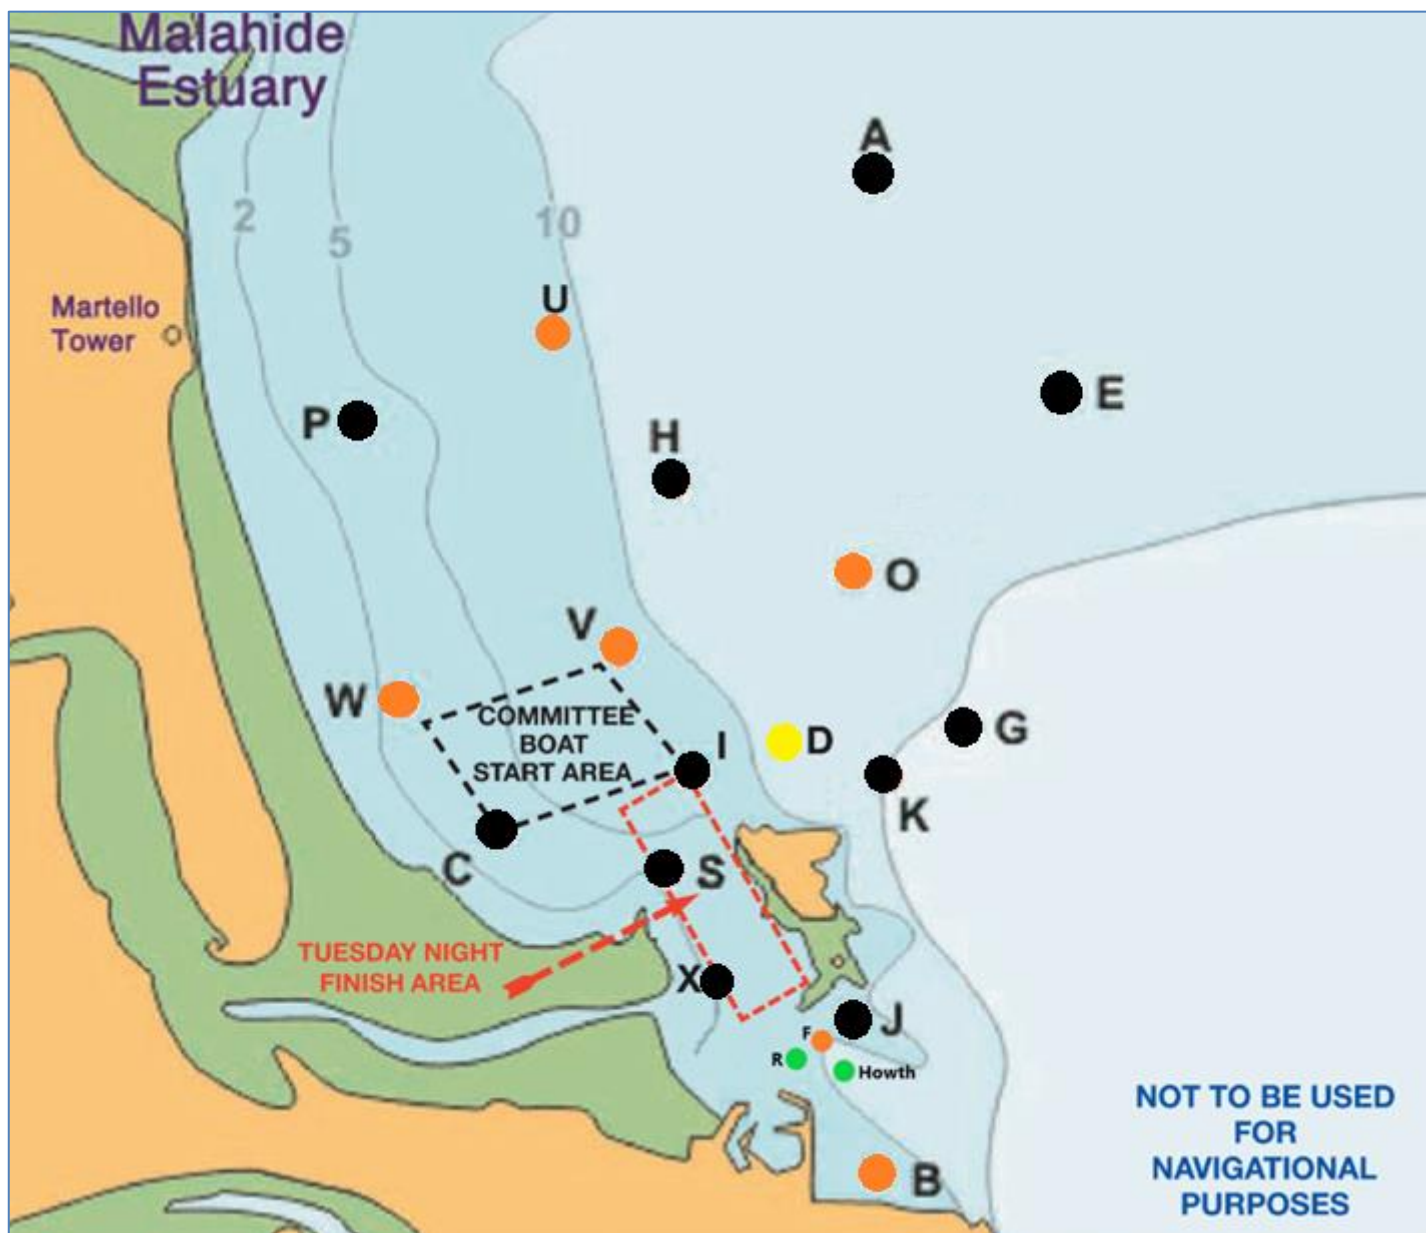 Malahide
Estuary
A
2
5
10
U
Martello
Tower
E
P
H
O
V
W
COMMITTEE
BOAT
START AREA
I
D
G
K
C
S
TUESDAY NIGHT
FINISH AREA
X
J
F
R
Howth
B
NOT TO BE USED
FOR
NAVIGATIONAL
PURPOSES